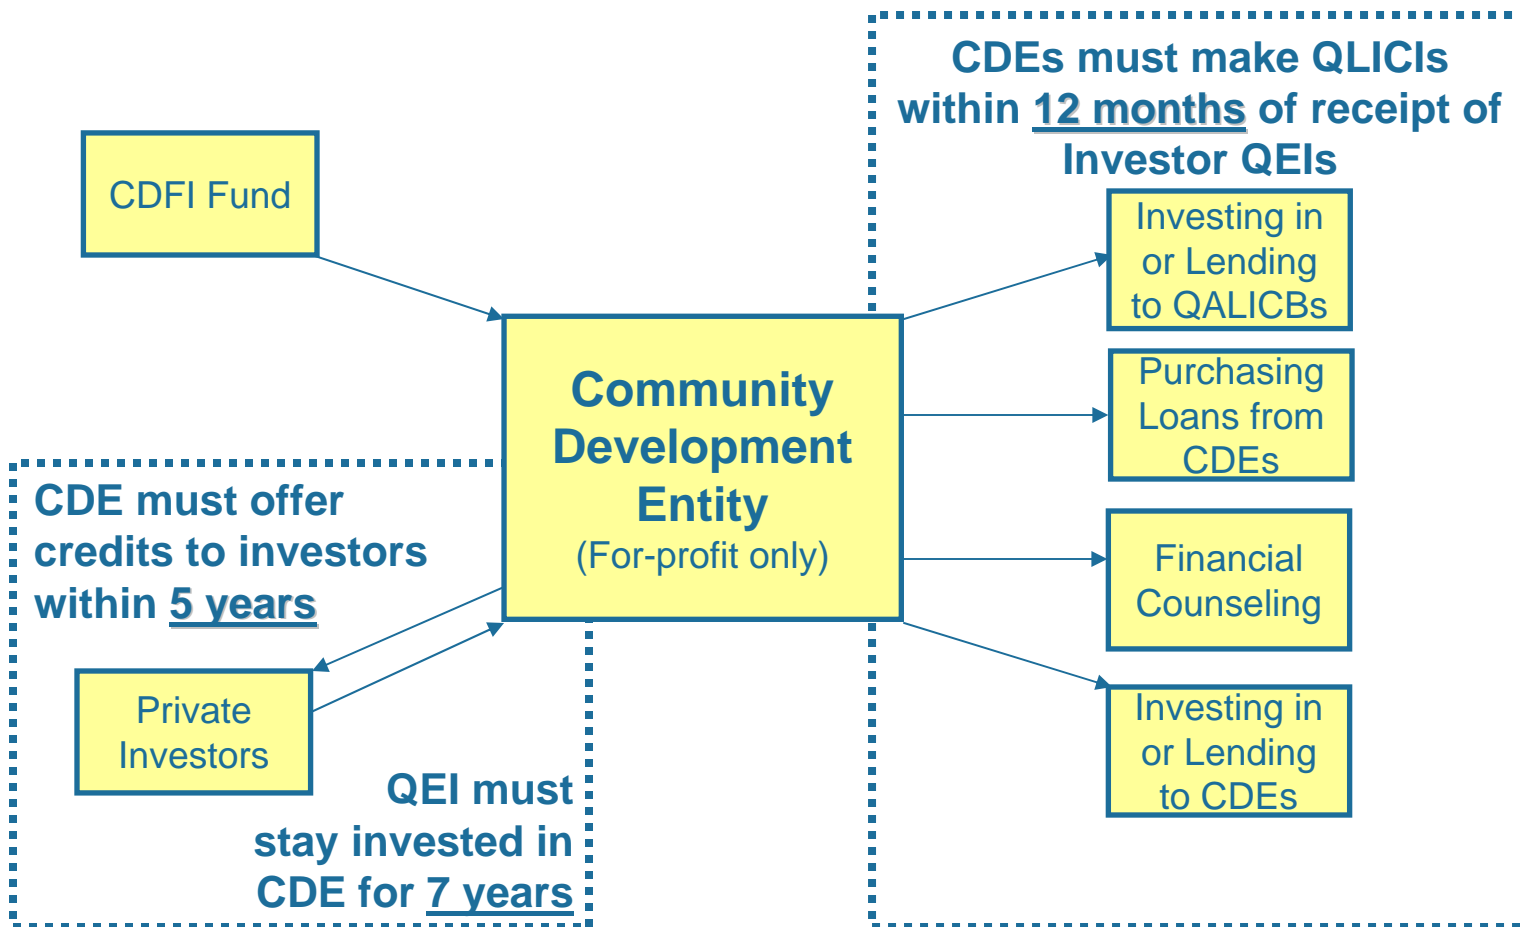 CDEs must make QLICIs
within 12 months of receipt of
Investor QEIs
CDFI Fund
Investing in
or Lending
to QALICBs
Community
Development
Entity
(For-profit only)
Purchasing
Loans from
CDEs
CDE must offer
credits to investors
within 5 years
Financial
Counseling
Private
Investors
Investing in
or Lending
to CDEs
QEI must
stay invested in
CDE for 7 years